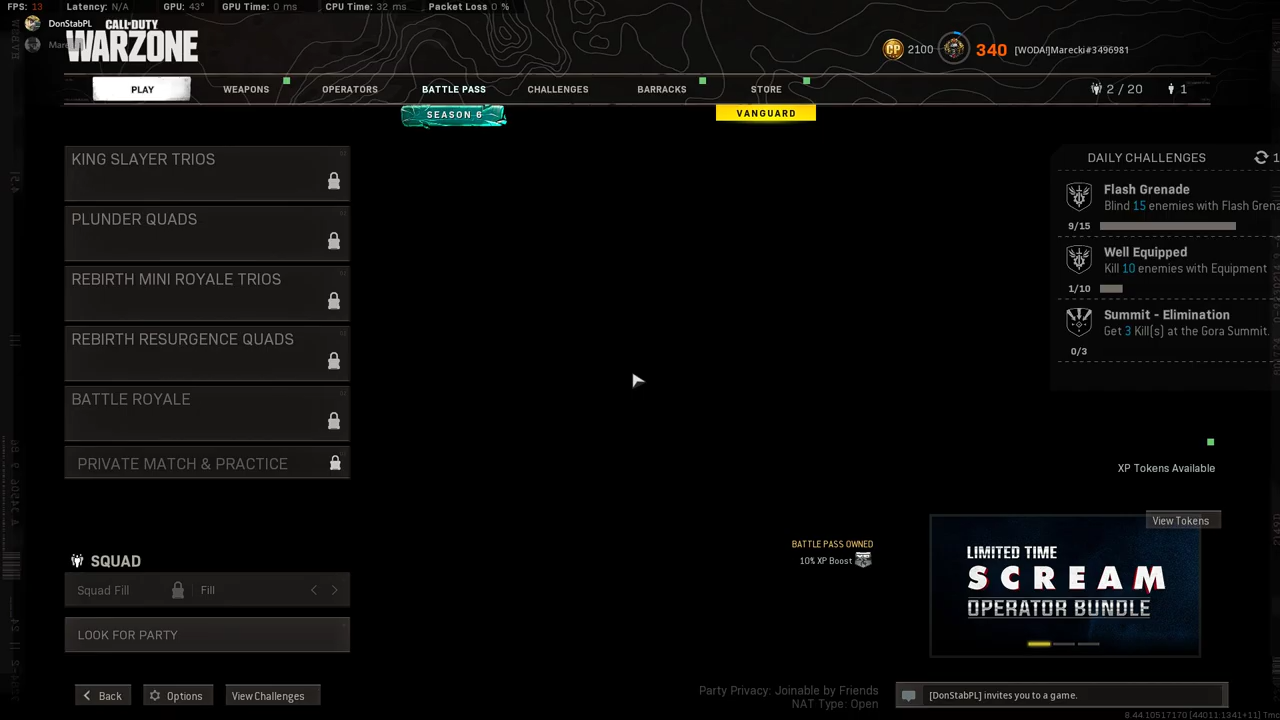 FPS: 13 Latency: N/A GPU: 43° GPU Time: 0 ms CPU Time: 32 ms Packet Loss 0 %
DonStabPL
CALL OF DUTY
WARZONE
2100
340
[WODA!]Marecki#3496981
PLAY
WEAPONS
OPERATORS
BATTLE PASS
CHALLENGES
BARRACKS
STORE
2 / 20
1
SEASON 6
VANGUARD
KING SLAYER TRIOS
PLUNDER QUADS
REBIRTH MINI ROYALE TRIOS
REBIRTH RESURGENCE QUADS
BATTLE ROYALE
PRIVATE MATCH & PRACTICE
DAILY CHALLENGES
1
Flash Grenade
Blind 15 enemies with Flash Grena
9/15
Well Equipped
Kill 10 enemies with Equipment
1/10
Summit - Elimination
Get 3 Kill(s) at the Gora Summit.
0/3
XP Tokens Available
View Tokens
SQUAD
Squad Fill
Fill
LOOK FOR PARTY
BATTLE PASS OWNED
10% XP Boost
LIMITED TIME
SCREAM
OPERATOR BUNDLE
Back
Options
View Challenges
Party Privacy: Joinable by Friends
NAT Type: Open
[DonStabPL] invites you to a game.